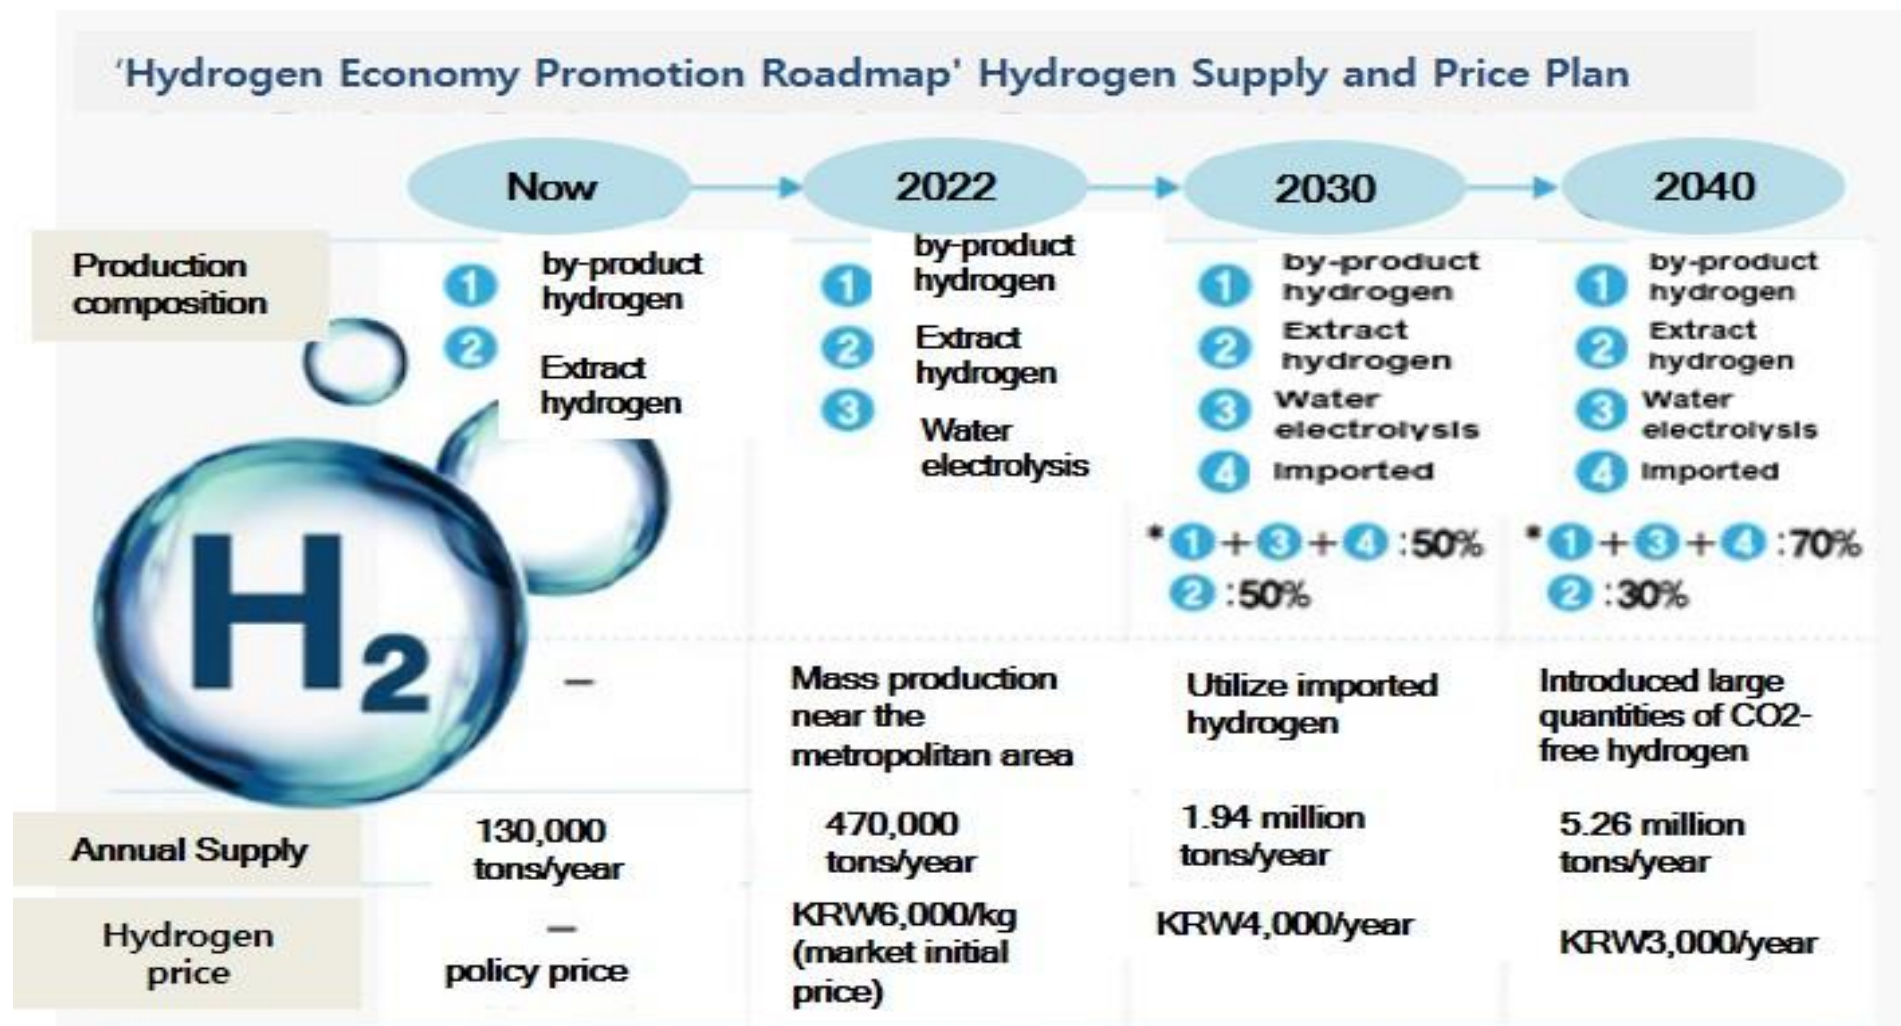 ‘Hydrogen Economy Promotion Roadmap' Hydrogen Supply and Price Plan
Now
2022
2030
2040
Production
composition
1 by-product
hydrogen
2 Extract
hydrogen
1 by-product
hydrogen
2 Extract
hydrogen
3 Water
electrolysis
1 by-product
hydrogen
2 Extract
hydrogen
3 Water
electrolysis
4 Imported
*1+3+4:50%
2:50%
1 by-product
hydrogen
2 Extract
hydrogen
3 Water
electrolysis
4 Imported
*1+3+4:70%
2:30%
H2
–
Mass production
near the
metropolitan area
Utilize imported
hydrogen
Introduced large
quantities of CO2-
free hydrogen
Annual Supply
130,000
tons/year
470,000
tons/year
1.94 million
tons/year
5.26 million
tons/year
Hydrogen
price
–
policy price
KRW6,000/kg
(market initial
price)
KRW4,000/year
KRW3,000/year